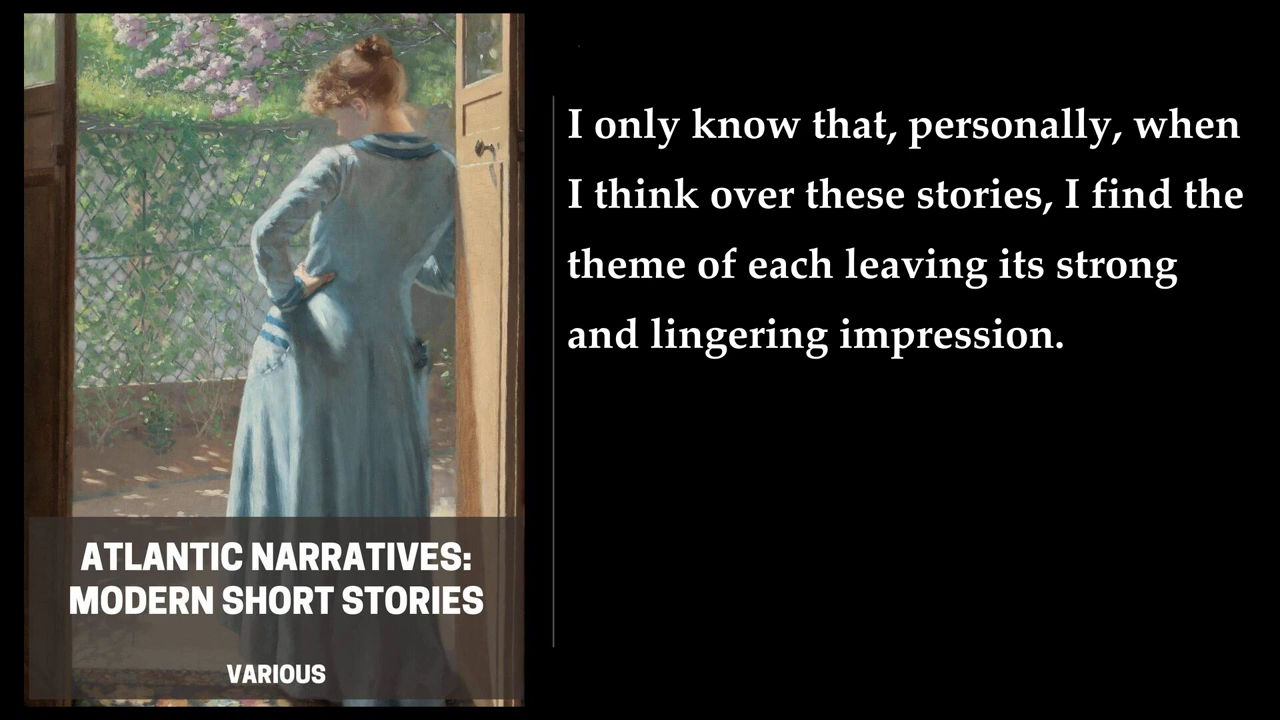 ATLANTIC NARRATIVES:
MODERN SHORT STORIES
VARIOUS
I only know that, personally, when
I think over these stories, I find the
theme of each leaving its strong
and lingering impression.